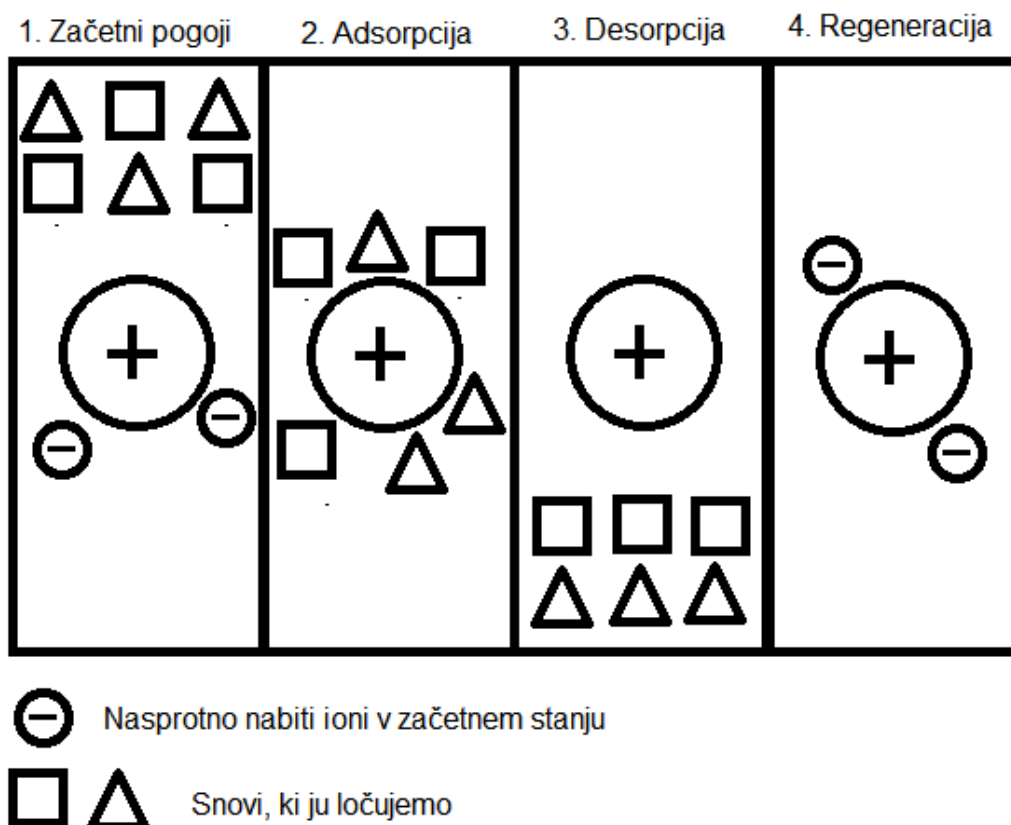 1. Začetni pogoji 2. Adsorpcija 3. Desorpcija 4. Regeneracija
+ + + +
Nasprotno nabiti ioni v začetnem stanju
Snovi, ki ju ločujemo